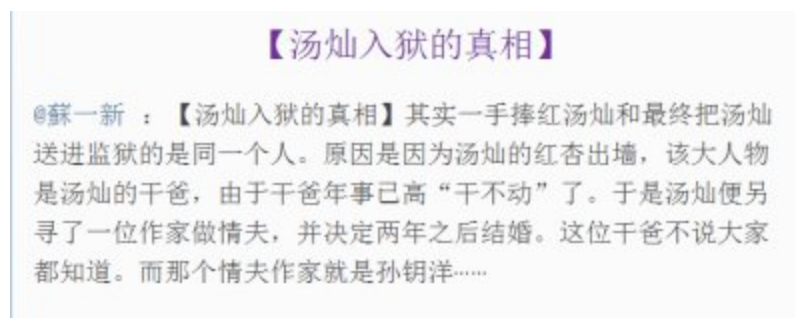 【汤灿入狱的真相】
@蘇一新 ：【汤灿入狱的真相】其实一手捧红汤灿和最终把汤灿
送进监狱的是同一个人。原因是因为汤灿的红杏出墙，该大人物
是汤灿的干爸，由于干爸年事已高“干不动”了。于是汤灿便另
寻了一位作家做情夫，并决定两年之后结婚。这位干爸不说大家
都知道。而那个情夫作家就是孙钥洋……